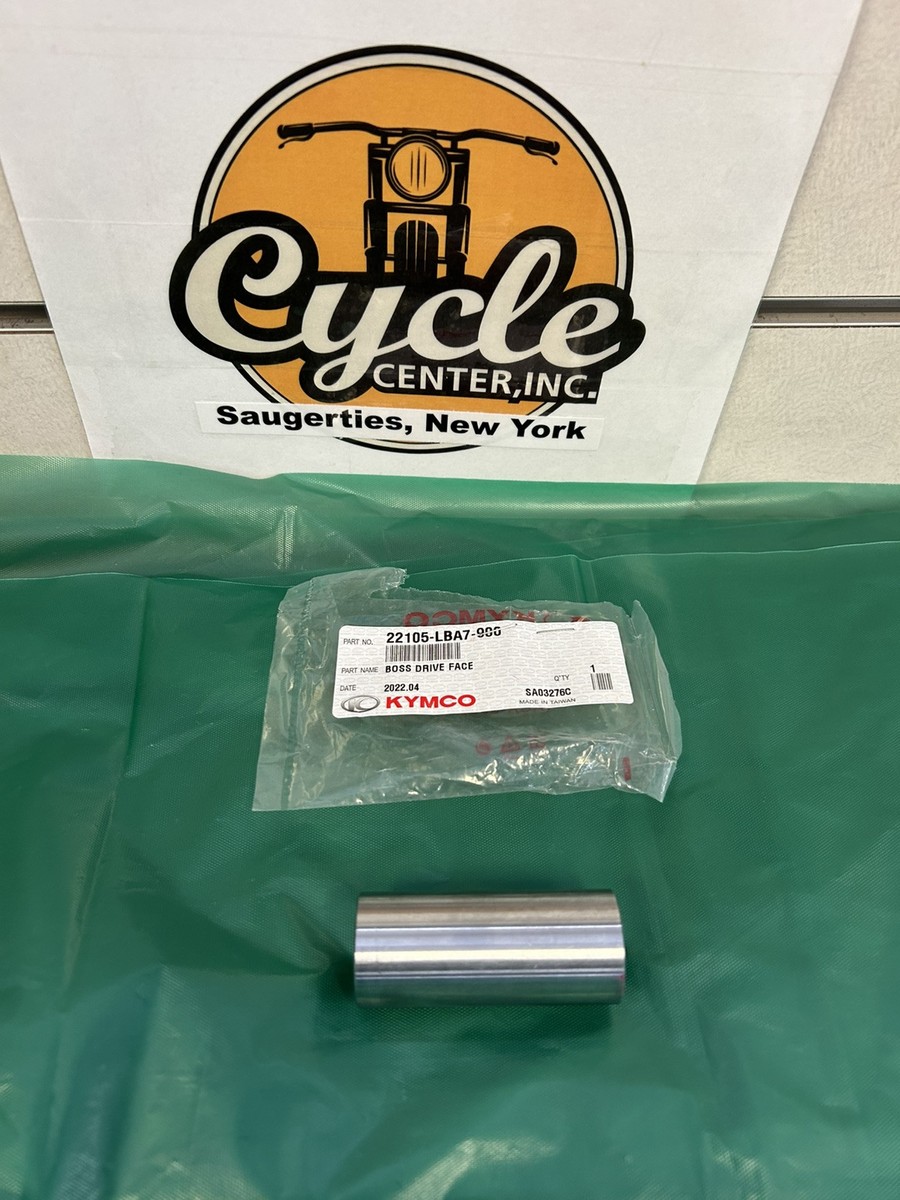 Cycle
CENTER, INC.
Saugerties, New York
KYMCO
PART NO. 22105-LBA7-900
PART NAME BOSS DRIVE FACE
Q'TY 1
DATE 2022.04
SA03276C
KYMCO
MADE IN TAIWAN